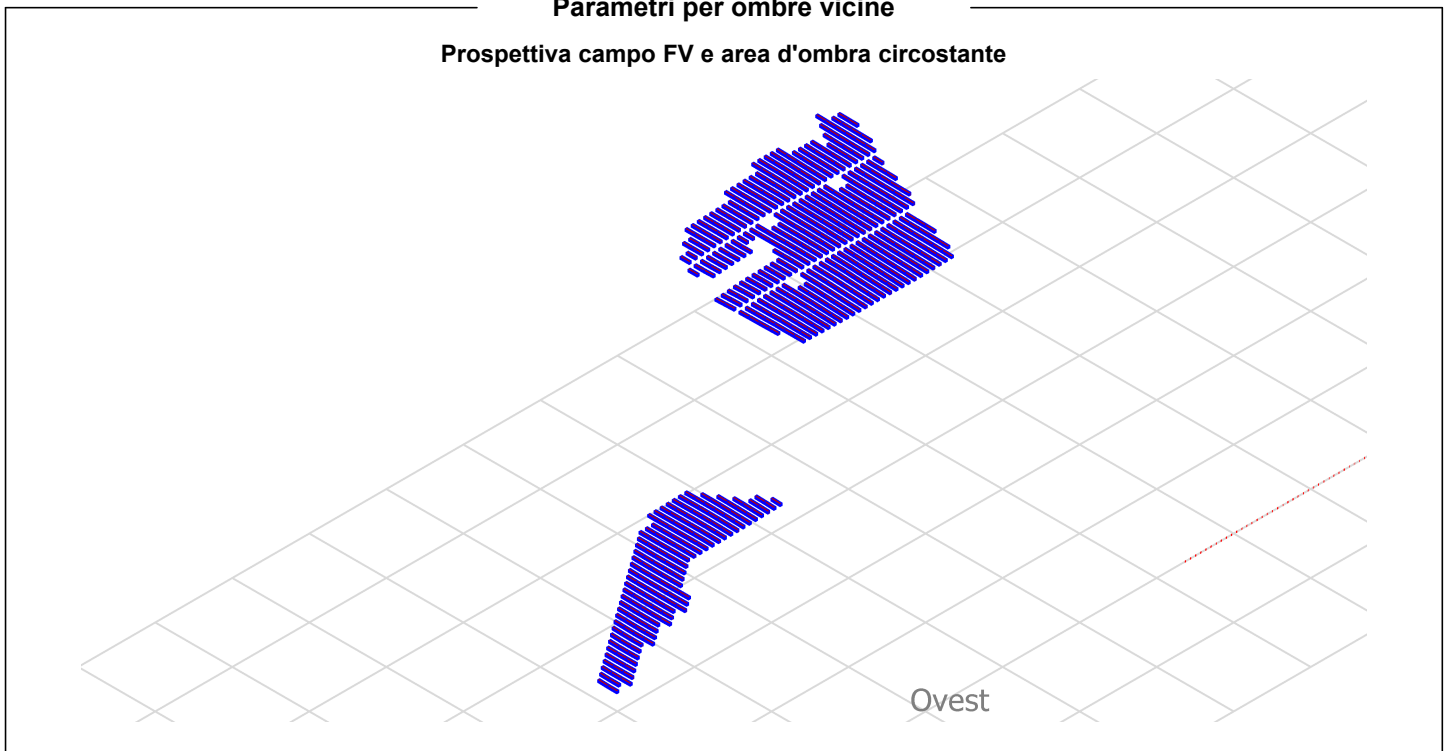 Parametri per ombre vicine
Prospettiva campo FV e area d'ombra circostante
Ovest